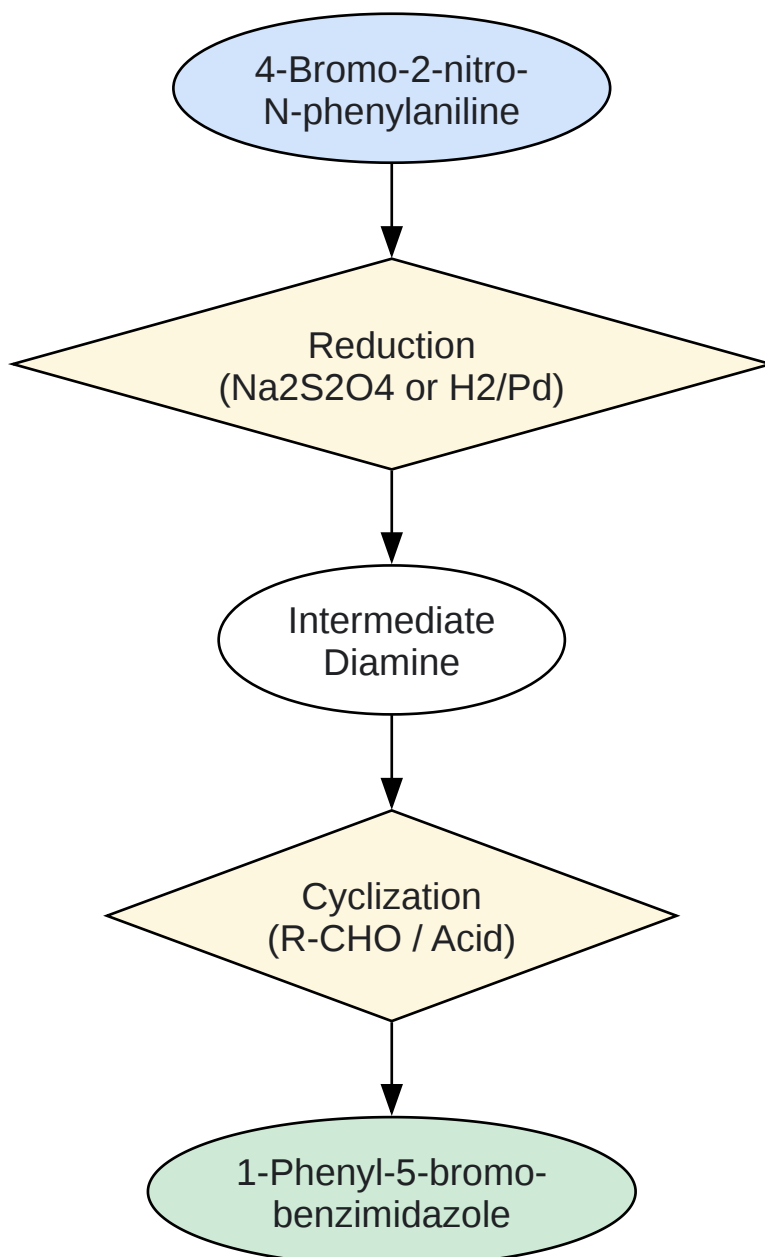 4-Bromo-2-nitro-
N-phenylaniline
Reduction
(Na2S2O4 or H2/Pd)
Intermediate
Diamine
Cyclization
(R-CHO / Acid)
1-Phenyl-5-bromo-
benzimidazole